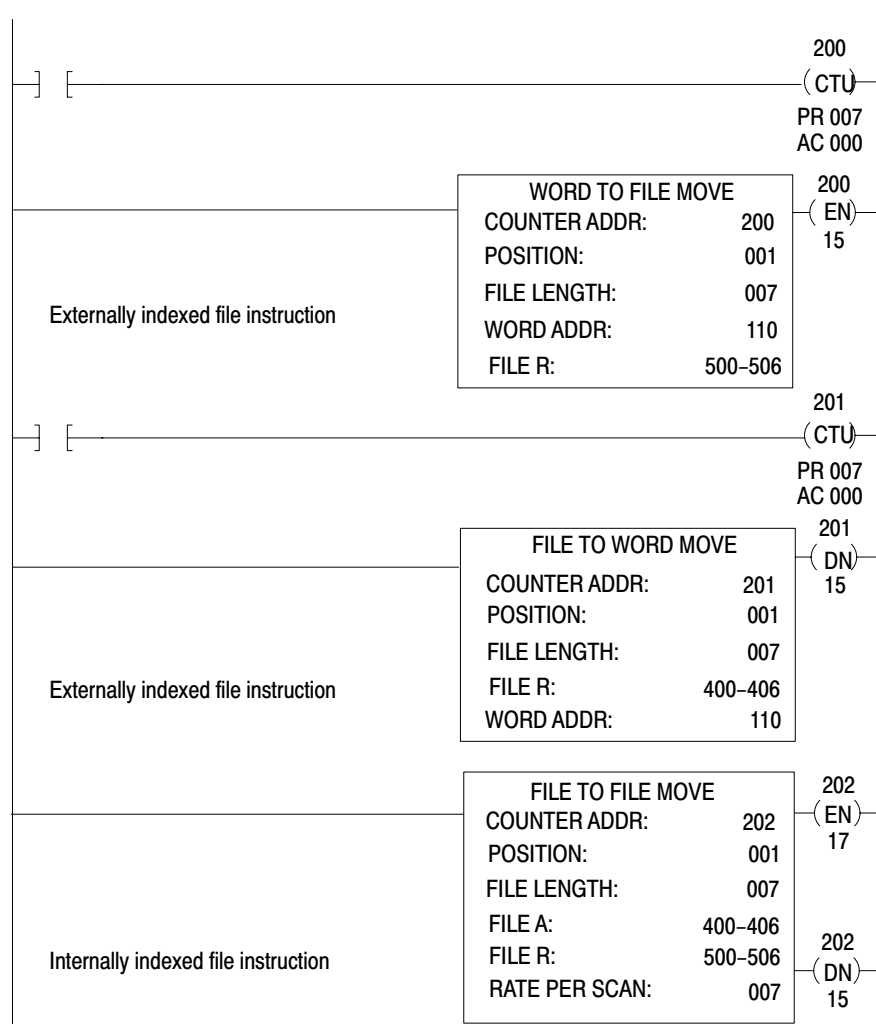 200
CTU
PR 007
AC 000
WORD TO FILE MOVE
COUNTER ADDR: 200
POSITION: 001
FILE LENGTH: 007
WORD ADDR: 110
FILE R: 500–506
200
EN
15
Externally indexed file instruction
201
CTU
PR 007
AC 000
FILE TO WORD MOVE
COUNTER ADDR: 201
POSITION: 001
FILE LENGTH: 007
FILE R: 400–406
WORD ADDR: 110
201
DN
15
Externally indexed file instruction
FILE TO FILE MOVE
COUNTER ADDR: 202
POSITION: 001
FILE LENGTH: 007
FILE A: 400–406
FILE R: 500–506
RATE PER SCAN: 007
202
EN
17
202
DN
15
Internally indexed file instruction